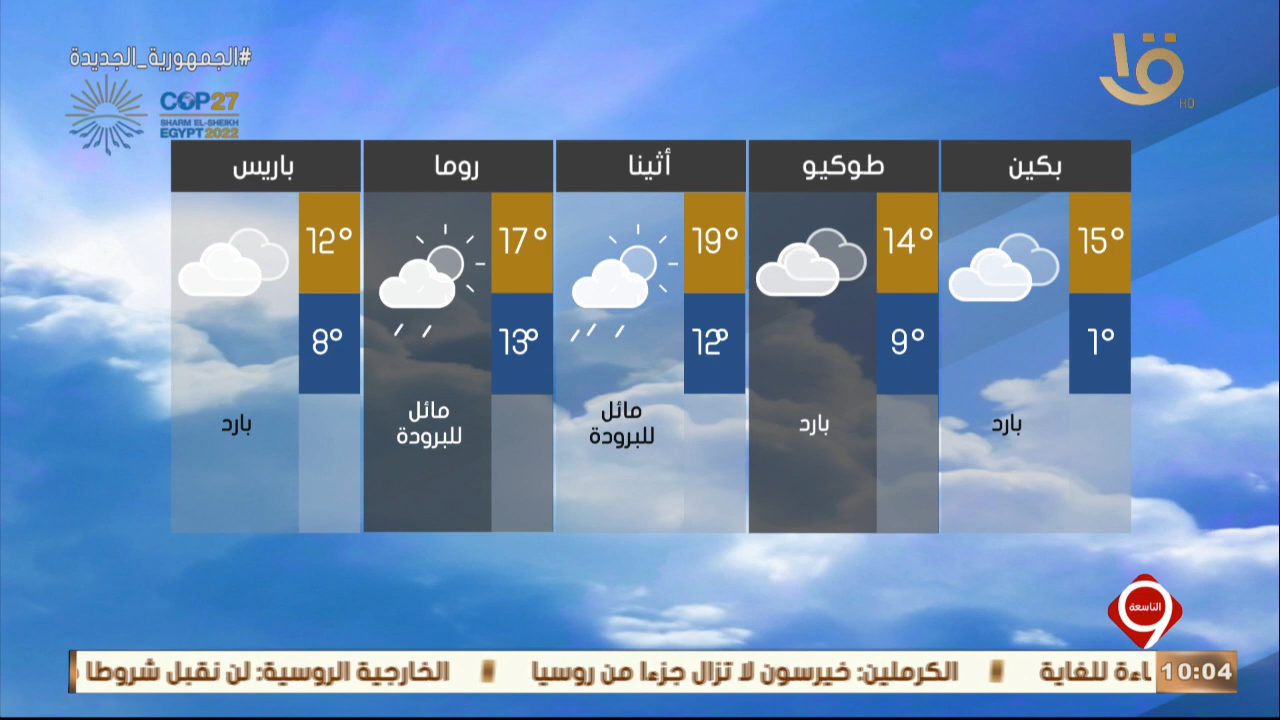 #الجمهورية_الجديدة
COP27
SHARM EL-SHEIKH
EGYPT 2022
HD
بكين
15°
1°
بارد
طوكيو
14°
9°
بارد
أثينا
19°
12°
مائل
للبرودة
روما
17°
13°
مائل
للبرودة
باريس
12°
8°
بارد
التاسعة
9
10:04
للغاية الكرملين: خيرسون لا تزال جزءا من روسيا الخارجية الروسية: لن نقبل شروطا